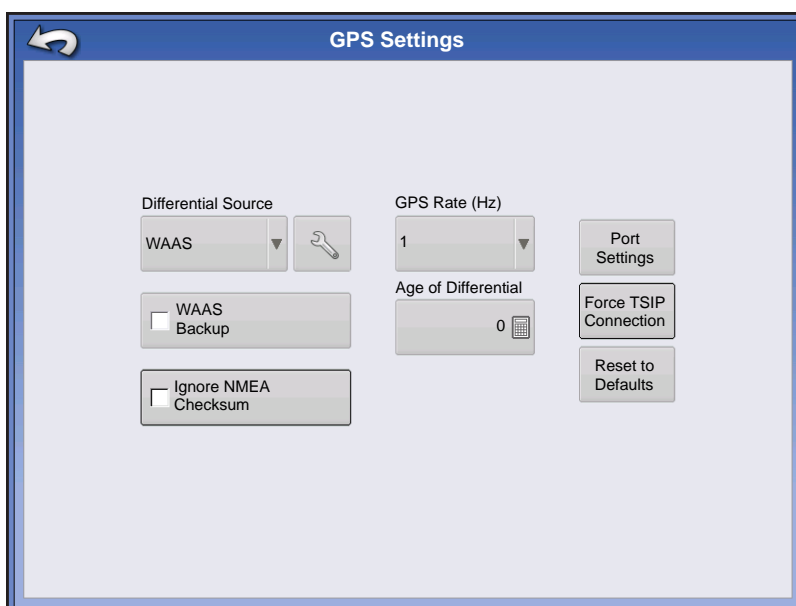 GPS Settings
Differential Source
WAAS
WAAS
Backup
Ignore NMEA
Checksum
GPS Rate (Hz)
1
Age of Differential
0
Port
Settings
Force TSIP
Connection
Reset to
Defaults